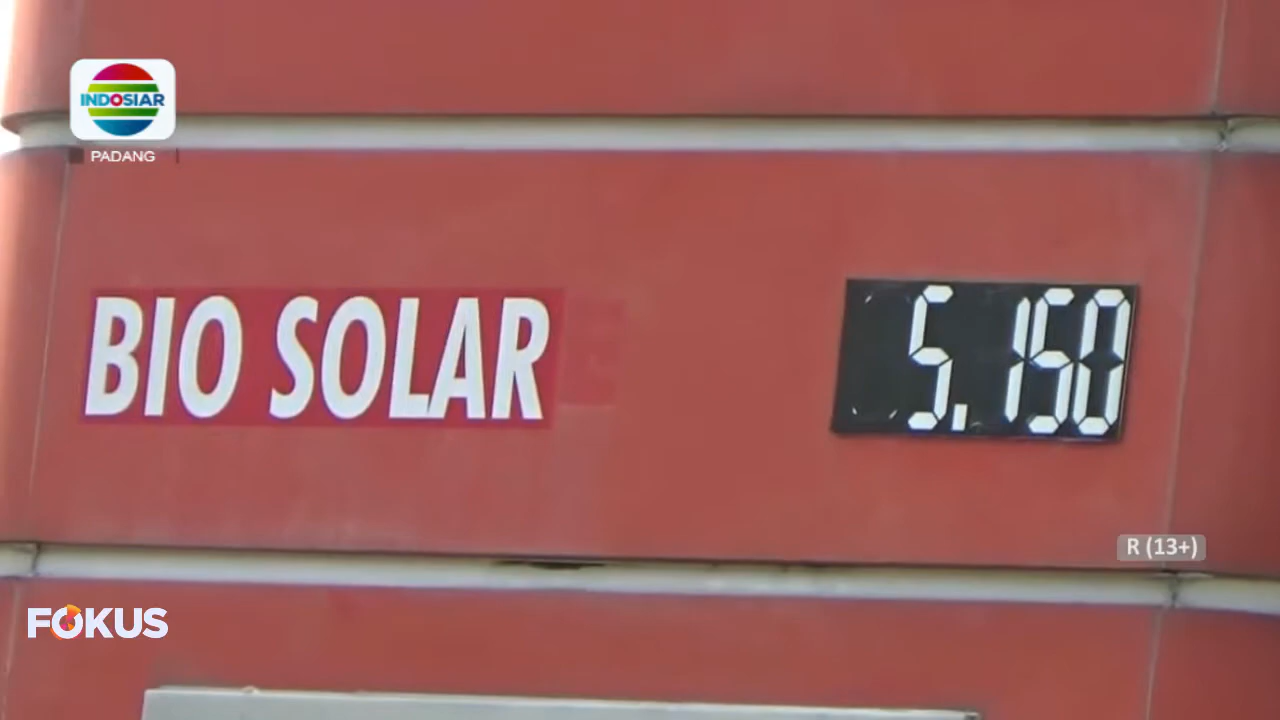 INDOSIAR
PADANG
BIO SOLAR
5.150
R (13+)
FOKUS